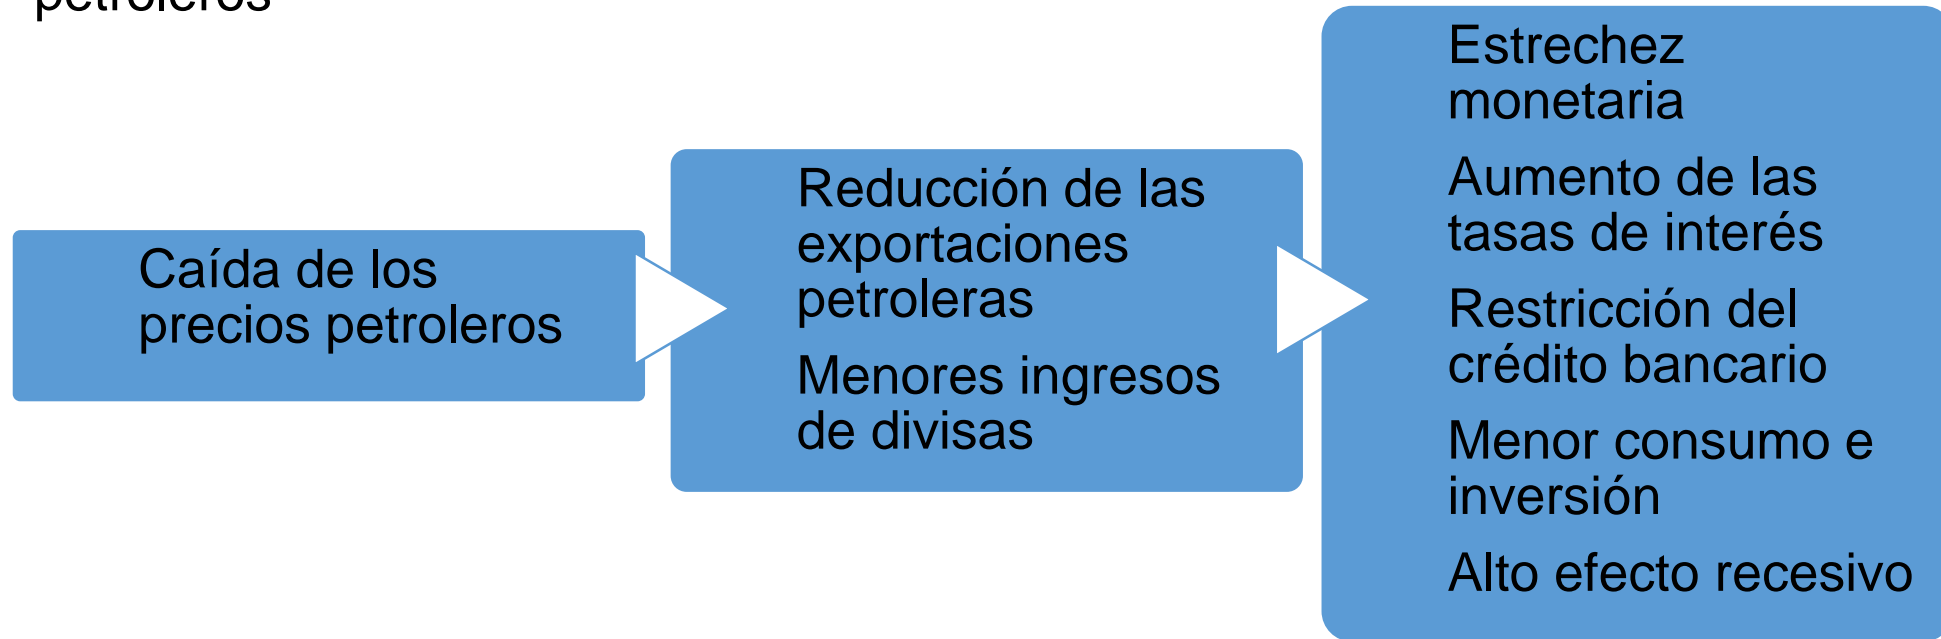 petroleros
Caída de los
precios petroleros
Reducción de las
exportaciones
petroleras
Menores ingresos
de divisas
Estrechez
monetaria
Aumento de las
tasas de interés
Restricción del
crédito bancario
Menor consumo e
inversión
Alto efecto recesivo